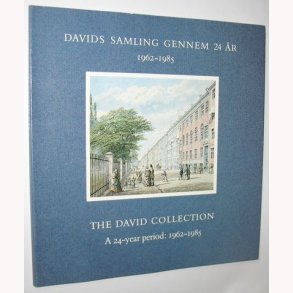 DAVIDS SAMLING GENNEM 24 ÅR
1962-1985
THE DAVID COLLECTION
A 24-year period: 1962-1985